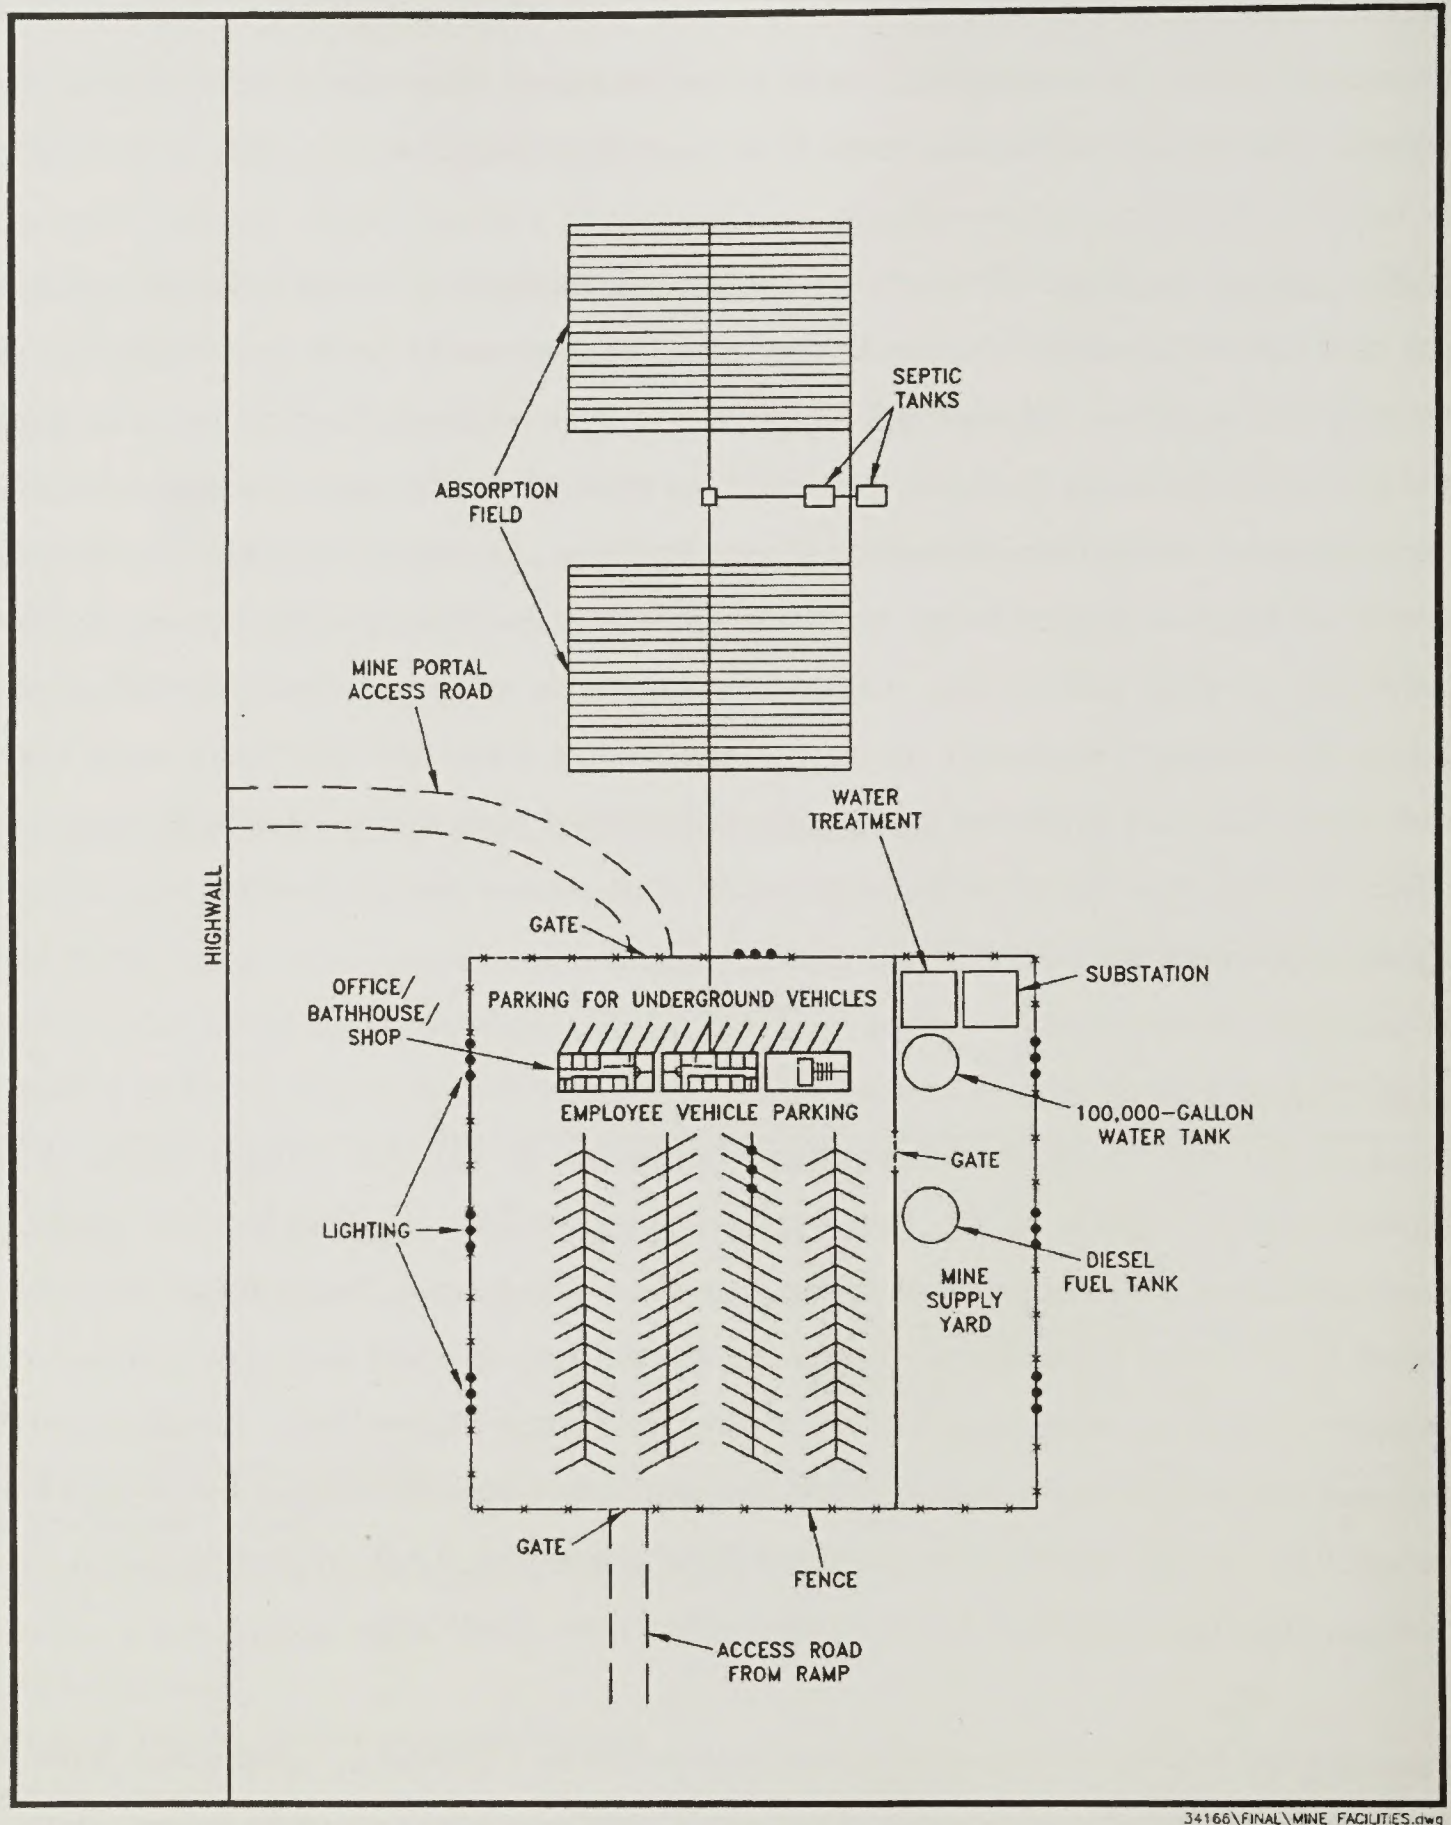 SEPTIC
TANKS
ABSORPTION
FIELD
MINE PORTAL
ACCESS ROAD
WATER
TREATMENT
HIGHWALL
GATE
SUBSTATION
OFFICE/
BATHHOUSE/
SHOP
PARKING FOR UNDERGROUND VEHICLES
EMPLOYEE VEHICLE PARKING
100,000-GALLON
WATER TANK
GATE
LIGHTING
DIESEL
FUEL TANK
MINE
SUPPLY
YARD
GATE
FENCE
ACCESS ROAD
FROM RAMP
34166\FINAL\MINE FACILITIES.dwg